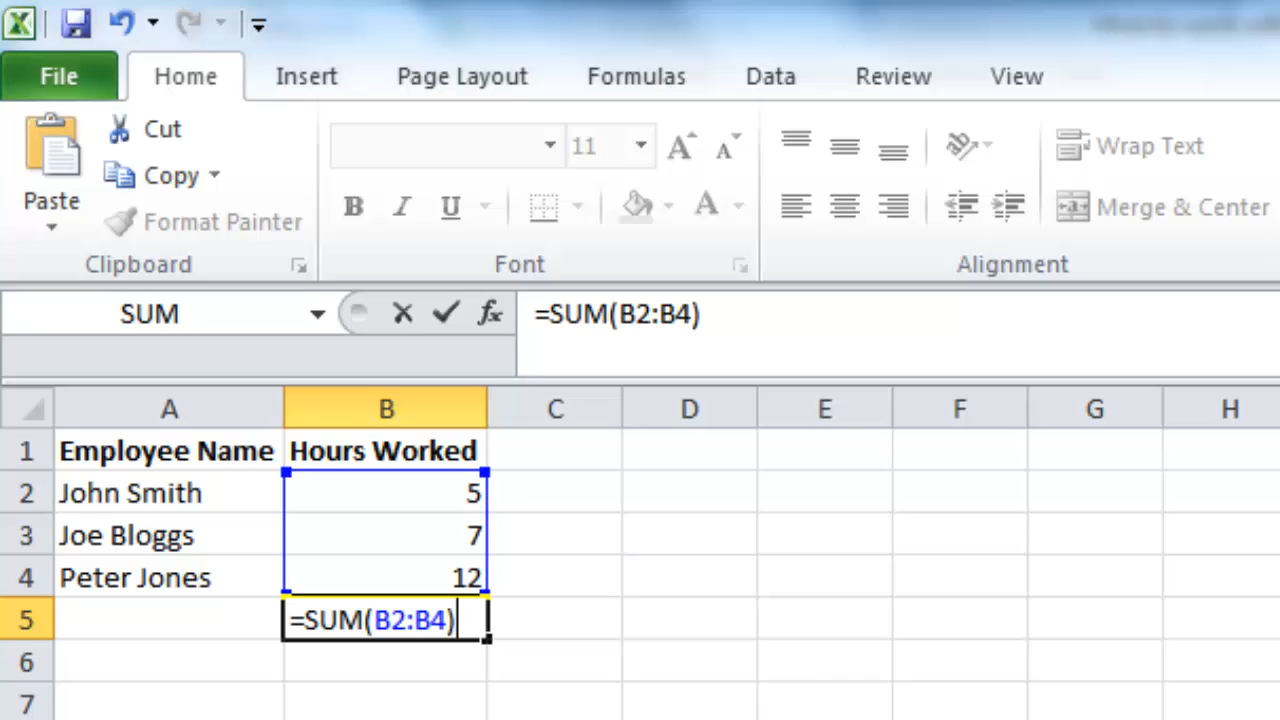 File Home Insert Page Layout Formulas Data Review View
Cut
Copy
Paste
Format Painter
Clipboard
11 A A
B I U A
Font
Wrap Text
Merge & Center
Alignment
SUM fx =SUM(B2:B4)
A B C D E F G H
1 Employee Name Hours Worked
2 John Smith 5
3 Joe Bloggs 7
4 Peter Jones 12
5 =SUM(B2:B4)
6
7